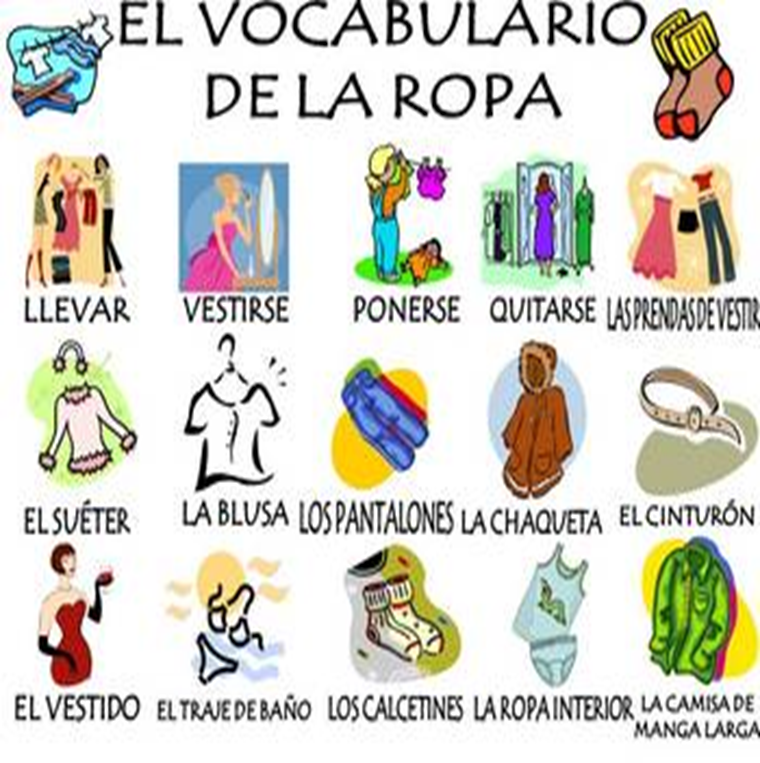 EL VOCABULARIO
DE LA ROPA
LLEVAR
VESTIRSE
PONERSE
QUITARSE
LAS PRENDAS DE VESTIR
EL SUÉTER
LA BLUSA
LOS PANTALONES
LA CHAQUETA
EL CINTURÓN
EL VESTIDO
EL TRAJE DE BAÑO
LOS CALCETINES
LA ROPA INTERIOR
LA CAMISA DE
MANGA LARGA